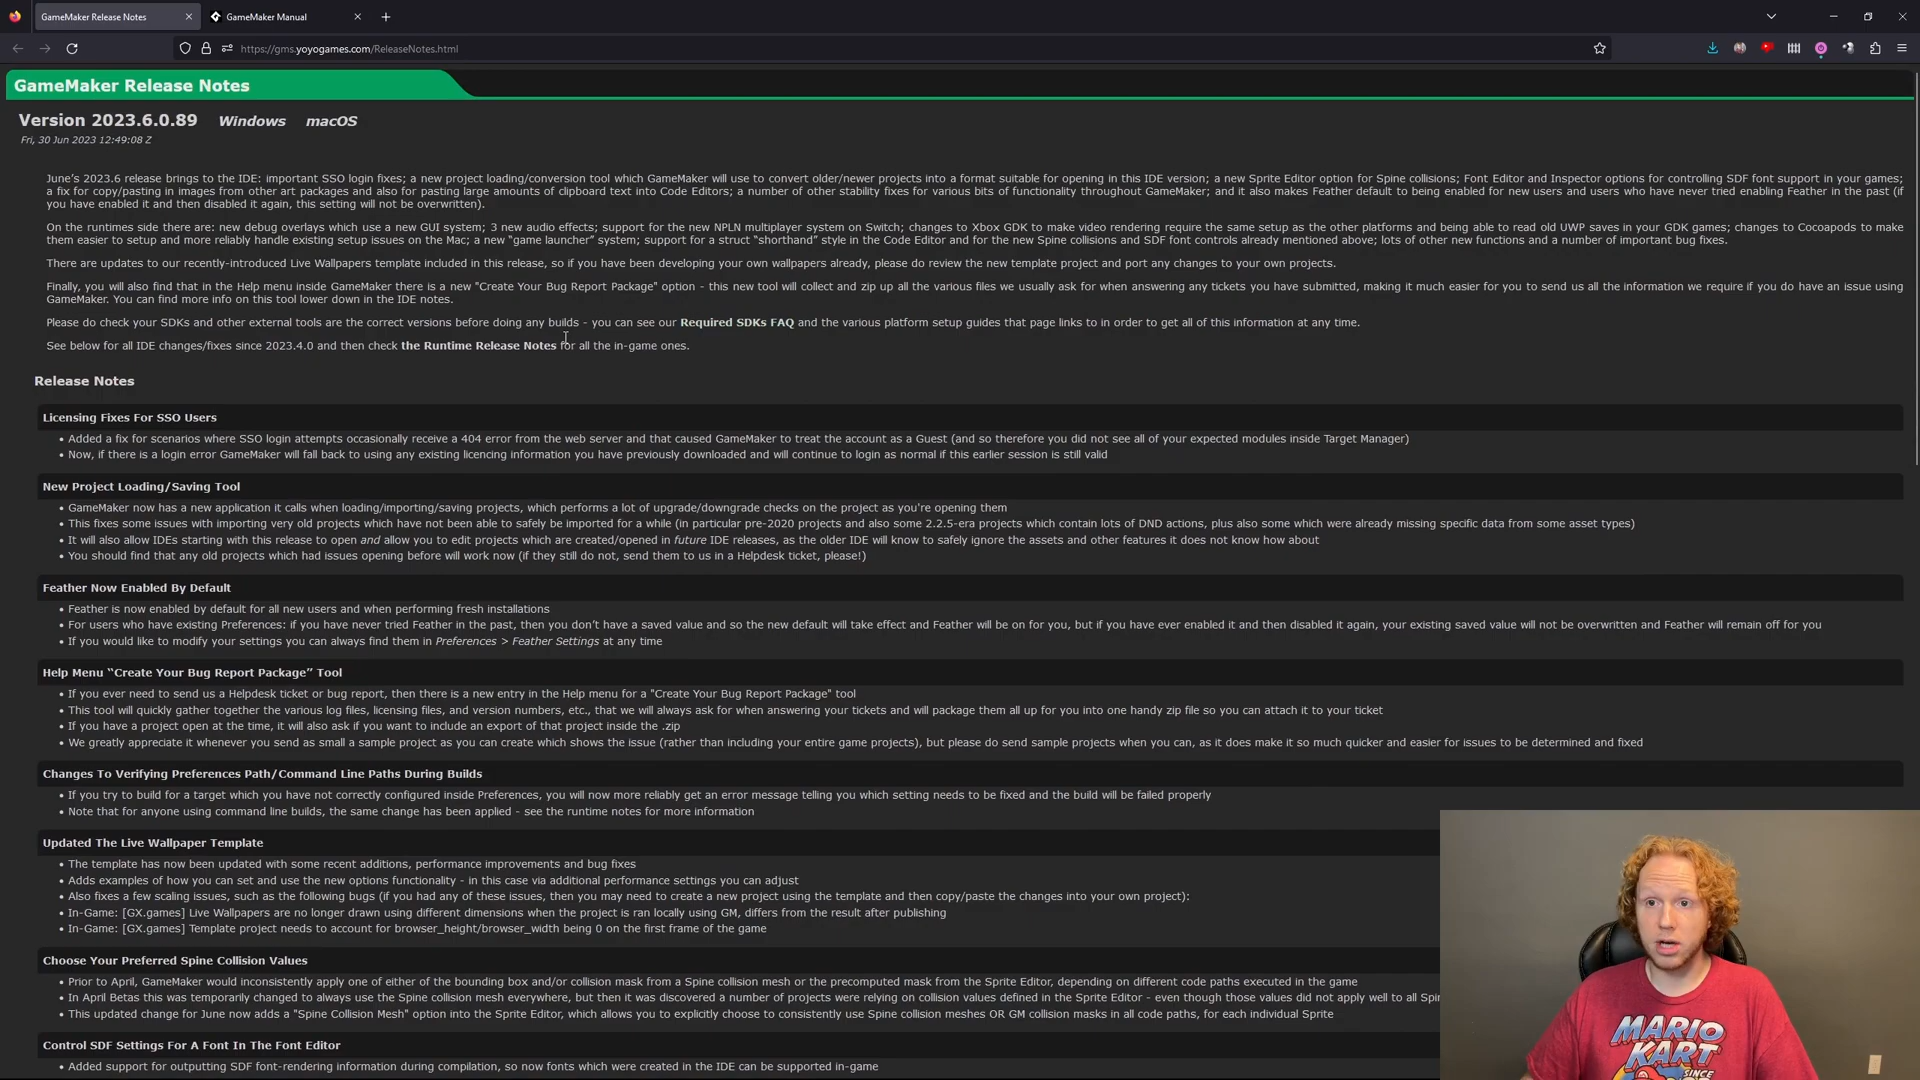 GameMaker Release Notes
GameMaker Manual
https://gms.yoyogames.com/ReleaseNotes.html
GameMaker Release Notes
Version 2023.6.0.89 Windows macOS
Fri, 30 Jun 2023 12:49:08 Z
June's 2023.6 release brings to the IDE: important SSO login fixes; a new project loading/conversion tool which GameMaker will use to convert older/newer projects into a format suitable for opening in this IDE version; a new Sprite Editor option for Spine collisions; Font Editor and Inspector options for controlling SDF font support in your games;
a fix for copy/pasting in images from other art packages and also for pasting large amounts of clipboard text into Code Editors; a number of other stability fixes for various bits of functionality throughout GameMaker; and it also makes Feather default to being enabled for new users and users who have never tried enabling Feather in the past (if
you have enabled it and then disabled it again, this setting will not be overwritten).
On the runtimes side there are: new debug overlays which use a new GUI system; 3 new audio effects; support for the new NPLN multiplayer system on Switch; changes to Xbox GDK to make video rendering require the same setup as the other platforms and being able to read old UWP saves in your GDK games; changes to Cocoapods to make
them easier to setup and more reliably handle existing setup issues on the Mac; a new "game launcher" system; support for a struct "shorthand" style in the Code Editor and for the new Spine collisions and SDF font controls already mentioned above; lots of other new functions and a number of important bug fixes.
There are updates to our recently-introduced Live Wallpapers template included in this release, so if you have been developing your own wallpapers already, please do review the new template project and port any changes to your own projects.
Finally, you will also find that in the Help menu inside GameMaker there is a new "Create Your Bug Report Package" option - this new tool will collect and zip up all the various files we usually ask for when answering any tickets you have submitted, making it much easier for you to send us all the information we require if you do have an issue using
GameMaker. You can find more info on this tool lower down in the IDE notes.
Please do check your SDKs and other external tools are the correct versions before doing any builds - you can see our Required SDKs FAQ and the various platform setup guides that page links to in order to get all of this information at any time.
See below for all IDE changes/fixes since 2023.4.0 and then check the Runtime Release Notes for all the in-game ones.
Release Notes
Licensing Fixes For SSO Users
• Added a fix for scenarios where SSO login attempts occasionally receive a 404 error from the web server and that caused GameMaker to treat the account as a Guest (and so therefore you did not see all of your expected modules inside Target Manager)
• Now, if there is a login error GameMaker will fall back to using any existing licencing information you have previously downloaded and will continue to login as normal if this earlier session is still valid
New Project Loading/Saving Tool
• GameMaker now has a new application it calls when loading/importing/saving projects, which performs a lot of upgrade/downgrade checks on the project as you're opening them
• This fixes some issues with importing very old projects which have not been able to safely be imported for a while (in particular pre-2020 projects and also some 2.2.5-era projects which contain lots of DND actions, plus also some which were already missing specific data from some asset types)
• It will also allow IDEs starting with this release to open and allow you to edit projects which are created/opened in future IDE releases, as the older IDE will know to safely ignore the assets and other features it does not know how about
• You should find that any old projects which had issues opening before will work now (if they still do not, send them to us in a Helpdesk ticket, please!)
Feather Now Enabled By Default
• Feather is now enabled by default for all new users and when performing fresh installations
• For users who have existing Preferences: if you have never tried Feather in the past, then you don't have a saved value and so the new default will take effect and Feather will be on for you, but if you have ever enabled it and then disabled it again, your existing saved value will not be overwritten and Feather will remain off for you
• If you would like to modify your settings you can always find them in Preferences > Feather Settings at any time
Help Menu "Create Your Bug Report Package" Tool
• If you ever need to send us a Helpdesk ticket or bug report, then there is a new entry in the Help menu for a "Create Your Bug Report Package" tool
• This tool will quickly gather together the various log files, licensing files, and version numbers, etc., that we will always ask for when answering your tickets and will package them all up for you into one handy zip file so you can attach it to your ticket
• If you have a project open at the time, it will also ask if you want to include an export of that project inside the .zip
• We greatly appreciate it whenever you send as small a sample project as you can create which shows the issue (rather than including your entire game projects), but please do send sample projects when you can, as it does make it so much quicker and easier for issues to be determined and fixed
Changes To Verifying Preferences Path/Command Line Paths During Builds
• If you try to build for a target which you have not correctly configured inside Preferences, you will now more reliably get an error message telling you which setting needs to be fixed and the build will be failed properly
• Note that for anyone using command line builds, the same change has been applied - see the runtime notes for more information
Updated The Live Wallpaper Template
• The template has now been updated with some recent additions, performance improvements and bug fixes
• Adds examples of how you can set and use the new options functionality - in this case via additional performance settings you can adjust
• Also fixes a few scaling issues, such as the following bugs (if you had any of these issues, then you may need to create a new project using the template and then copy/paste the changes into your own project):
• In-Game: [GX.games] Live Wallpapers are no longer drawn using different dimensions when the project is ran locally using GM, differs from the result after publishing
• In-Game: [GX.games] Template project needs to account for browser_height/browser_width being 0 on the first frame of the game
Choose Your Preferred Spine Collision Values
• Prior to April, GameMaker would inconsistently apply one of either of the bounding box and/or collision mask from a Spine collision mesh or the precomputed mask from the Sprite Editor, depending on different code paths executed in the game
• In April Betas this was temporarily changed to always use the Spine collision mesh everywhere, but then it was discovered a number of projects were relying on collision values defined in the Sprite Editor - even though those values did not apply well to all Spin
• This updated change for June now adds a "Spine Collision Mesh" option into the Sprite Editor, which allows you to explicitly choose to consistently use Spine collision meshes OR GM collision masks in all code paths, for each individual Sprite
Control SDF Settings For A Font In The Font Editor
• Added support for outputting SDF font-rendering information during compilation, so now fonts which were created in the IDE can be supported in-game
MARIO
KART
SINCE